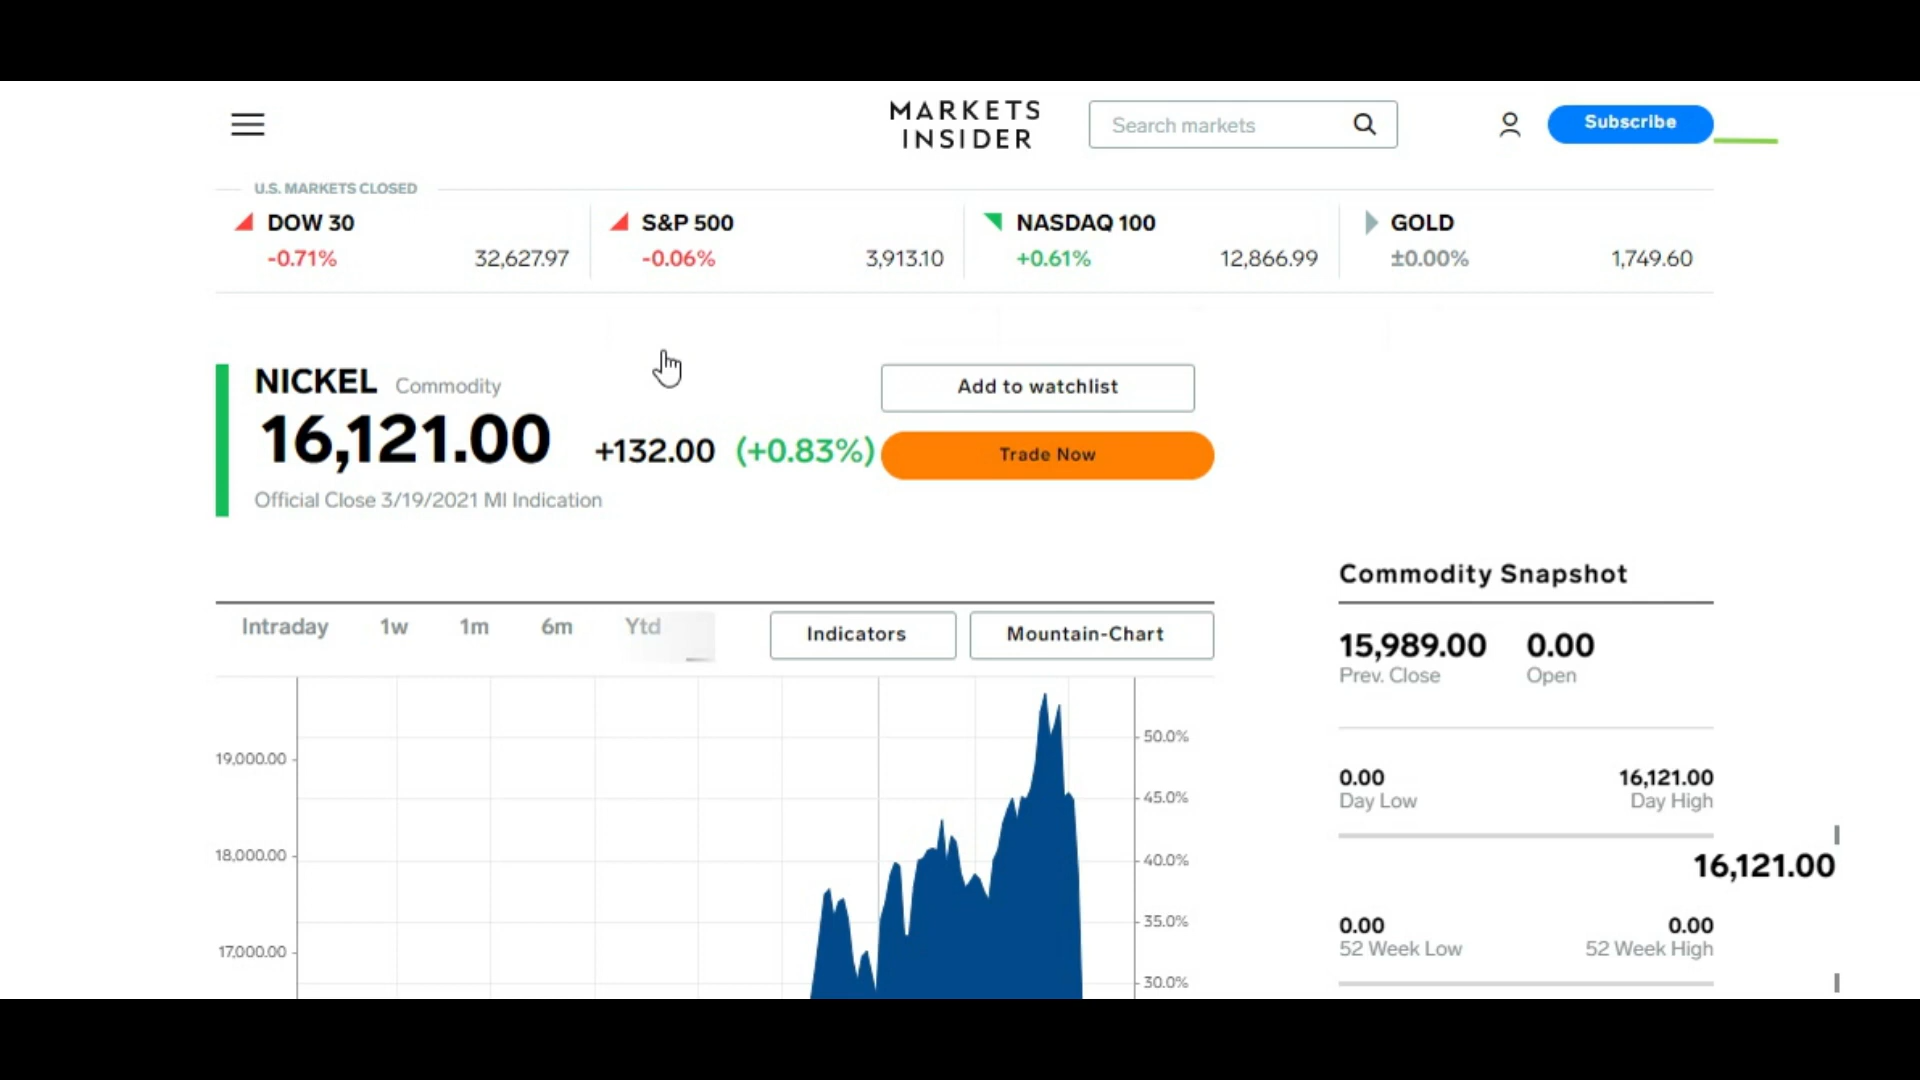 MARKETS
INSIDER
Search markets
Subscribe
U.S. MARKETS CLOSED
DOW 30
-0.71% 32,627.97
S&P 500
-0.06% 3,913.10
NASDAQ 100
+0.61% 12,866.99
GOLD
±0.00% 1,749.60
NICKEL Commodity
16,121.00 +132.00 (+0.83%)
Official Close 3/19/2021 MI Indication
Add to watchlist
Trade Now
Intraday 1w 1m 6m Ytd
Indicators
Mountain-Chart
19,000.00
18,000.00
17,000.00
50.0%
45.0%
40.0%
35.0%
30.0%
Commodity Snapshot
15,989.00 0.00
Prev. Close Open
0.00 16,121.00
Day Low Day High
16,121.00
0.00 0.00
52 Week Low 52 Week High